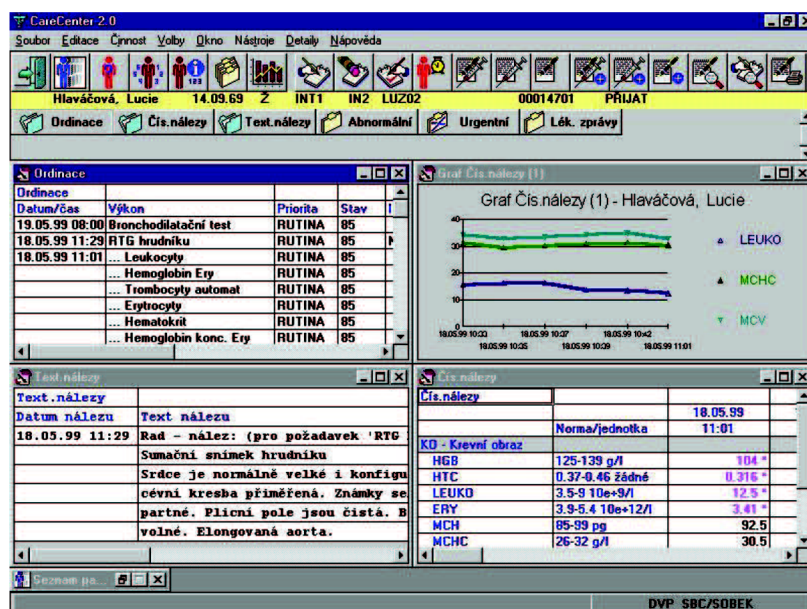 CareCenter 2.0
Soubor Editace Činnost Volby Okno Nástroje Detaily Nápověda
Hlaváčová, Lucie 14.09.69 Ž INT1 IN2 LUZ02 00014701 PŘIJAT
Ordinace Čís.nálezy Text.nálezy Abnormální Urgentní Lék. zprávy
Ordinace
Ordinace
Datum/čas Výkon Priorita Stav
19.05.99 08:00 Bronchodilatační test RUTINA 85
18.05.99 11:29 RTG hrudníku RUTINA 85
18.05.99 11:01 ... Leukocyty RUTINA 85
... Hemoglobin Ery RUTINA 85
... Trombocyty automat RUTINA 85
... Erytrocyty RUTINA 85
... Hematokrit RUTINA 85
... Hemoglobin konc. Ery RUTINA 85
Graf Čís.nálezy (1)
Graf Čís.nálezy (1) - Hlaváčová, Lucie
40
30
20
10
0
18.05.99 10:33 18.05.99 10:37 18.05.99 10:42
18.05.99 10:35 18.05.99 10:39 18.05.99 11:01
LEUKO
MCHC
MCV
Text.nálezy
Text.nálezy
Datum nálezu Text nálezu
18.05.99 11:29 Rad - nález: (pro požadavek 'RTG
Sumační snímek hrudníku
Srdce je normálně velké i konfigu
cévní kresba přiměřená. Známky se
partné. Plicní pole jsou čistá. B
volné. Elongovaná aorta.
Čís.nálezy
Čís.nálezy
18.05.99
Norma/jednotka 11:01
KO - Krevní obraz
HGB 125-139 g/l 104 *
HTC 0.37-0.46 žádné 0.316 *
LEUKO 3.5-9 10e+9/l 12.5 *
ERY 3.9-5.4 10e+12/l 3.41 *
MCH 85-99 pg 92.5
MCHC 26-32 g/l 30.5
Seznam pa...
DVP SBC/SOBEK